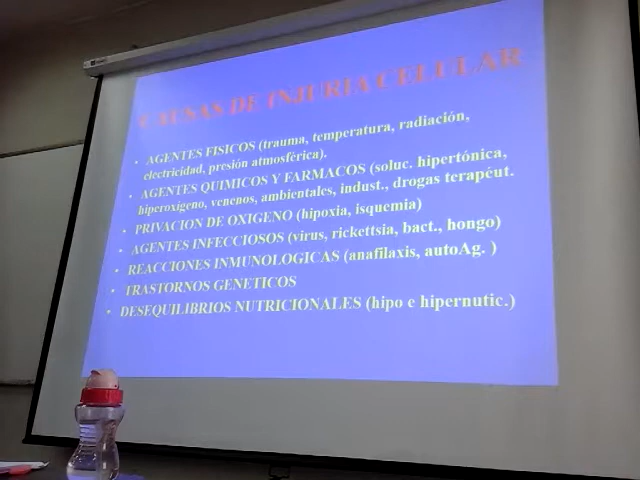 CAUSAS DE INJURIA CELULAR
• AGENTES FISICOS (trauma, temperatura, radiación,
electricidad, presión atmosférica).
• AGENTES QUIMICOS Y FARMACOS (soluc. hipertónica,
hiperoxígeno, venenos, ambientales, indust., drogas terapéut.
• PRIVACION DE OXIGENO (hipoxia, isquemia)
• AGENTES INFECCIOSOS (virus, rickettsia, bact., hongo)
• REACCIONES INMUNOLOGICAS (anafilaxis, autoAg. )
• TRASTORNOS GENETICOS
• DESEQUILIBRIOS NUTRICIONALES (hipo e hipernutic.)